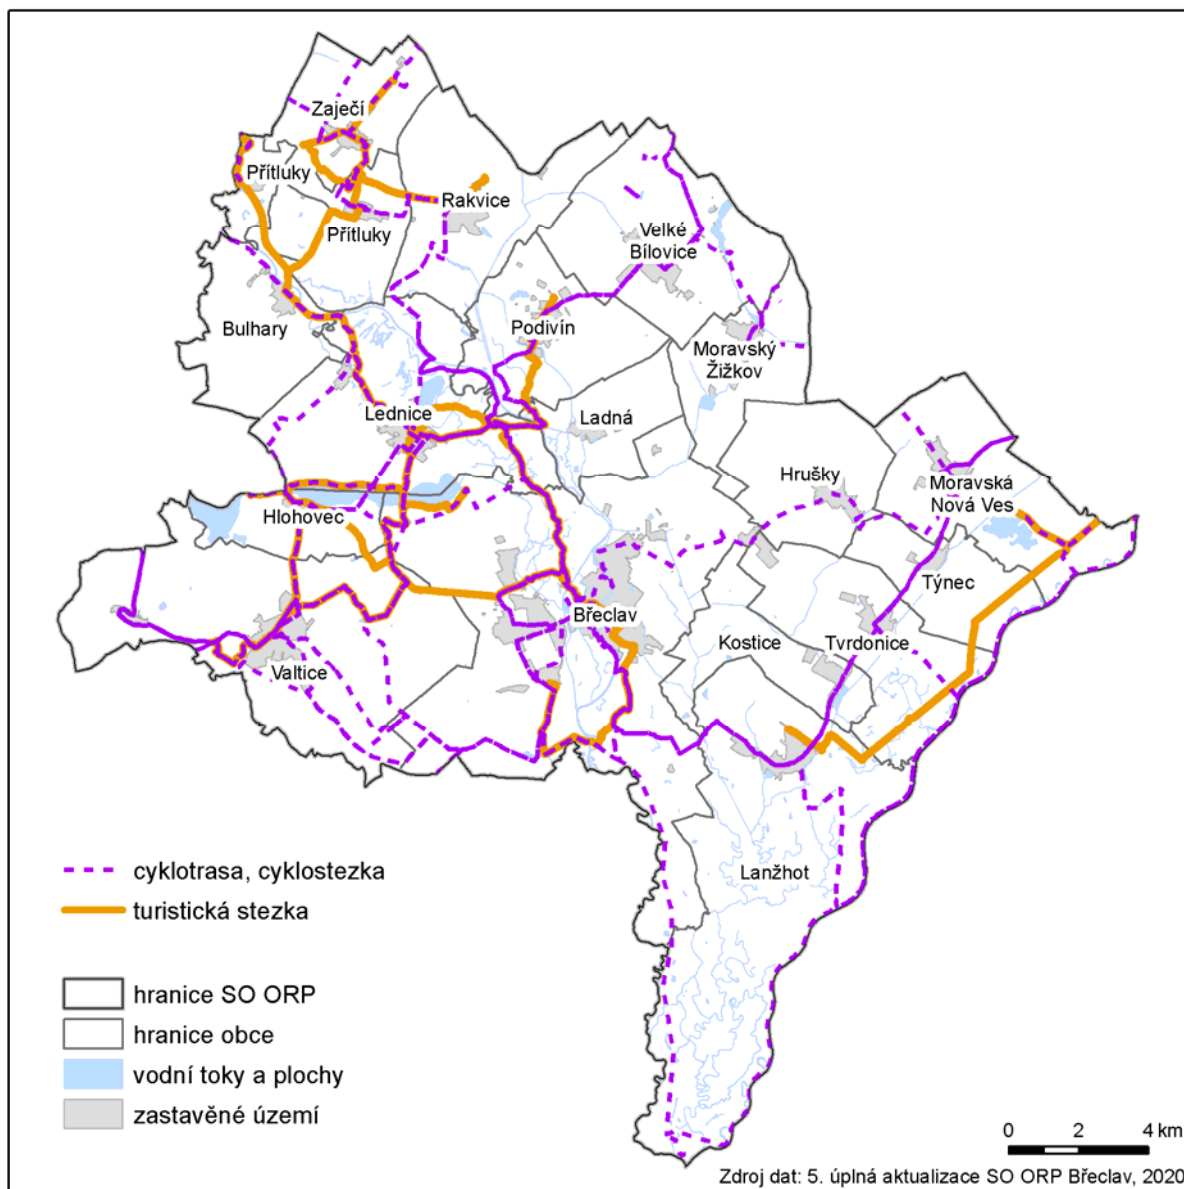 Zaječí
Přítluky
Rakvice
Přítluky
Velké
Bílovice
Bulhary
Podivín
Moravský
Žižkov
Lednice
Ladná
Hrušky
Moravská
Nová Ves
Hlohovec
Týnec
Břeclav
Kostice
Tvrdonice
Valtice
Lanžhot
cyklotrasa, cyklostezka
turistická stezka
hranice SO ORP
hranice obce
vodní toky a plochy
zastavěné území
0 2 4 km
Zdroj dat: 5. úplná aktualizace SO ORP Břeclav, 2020